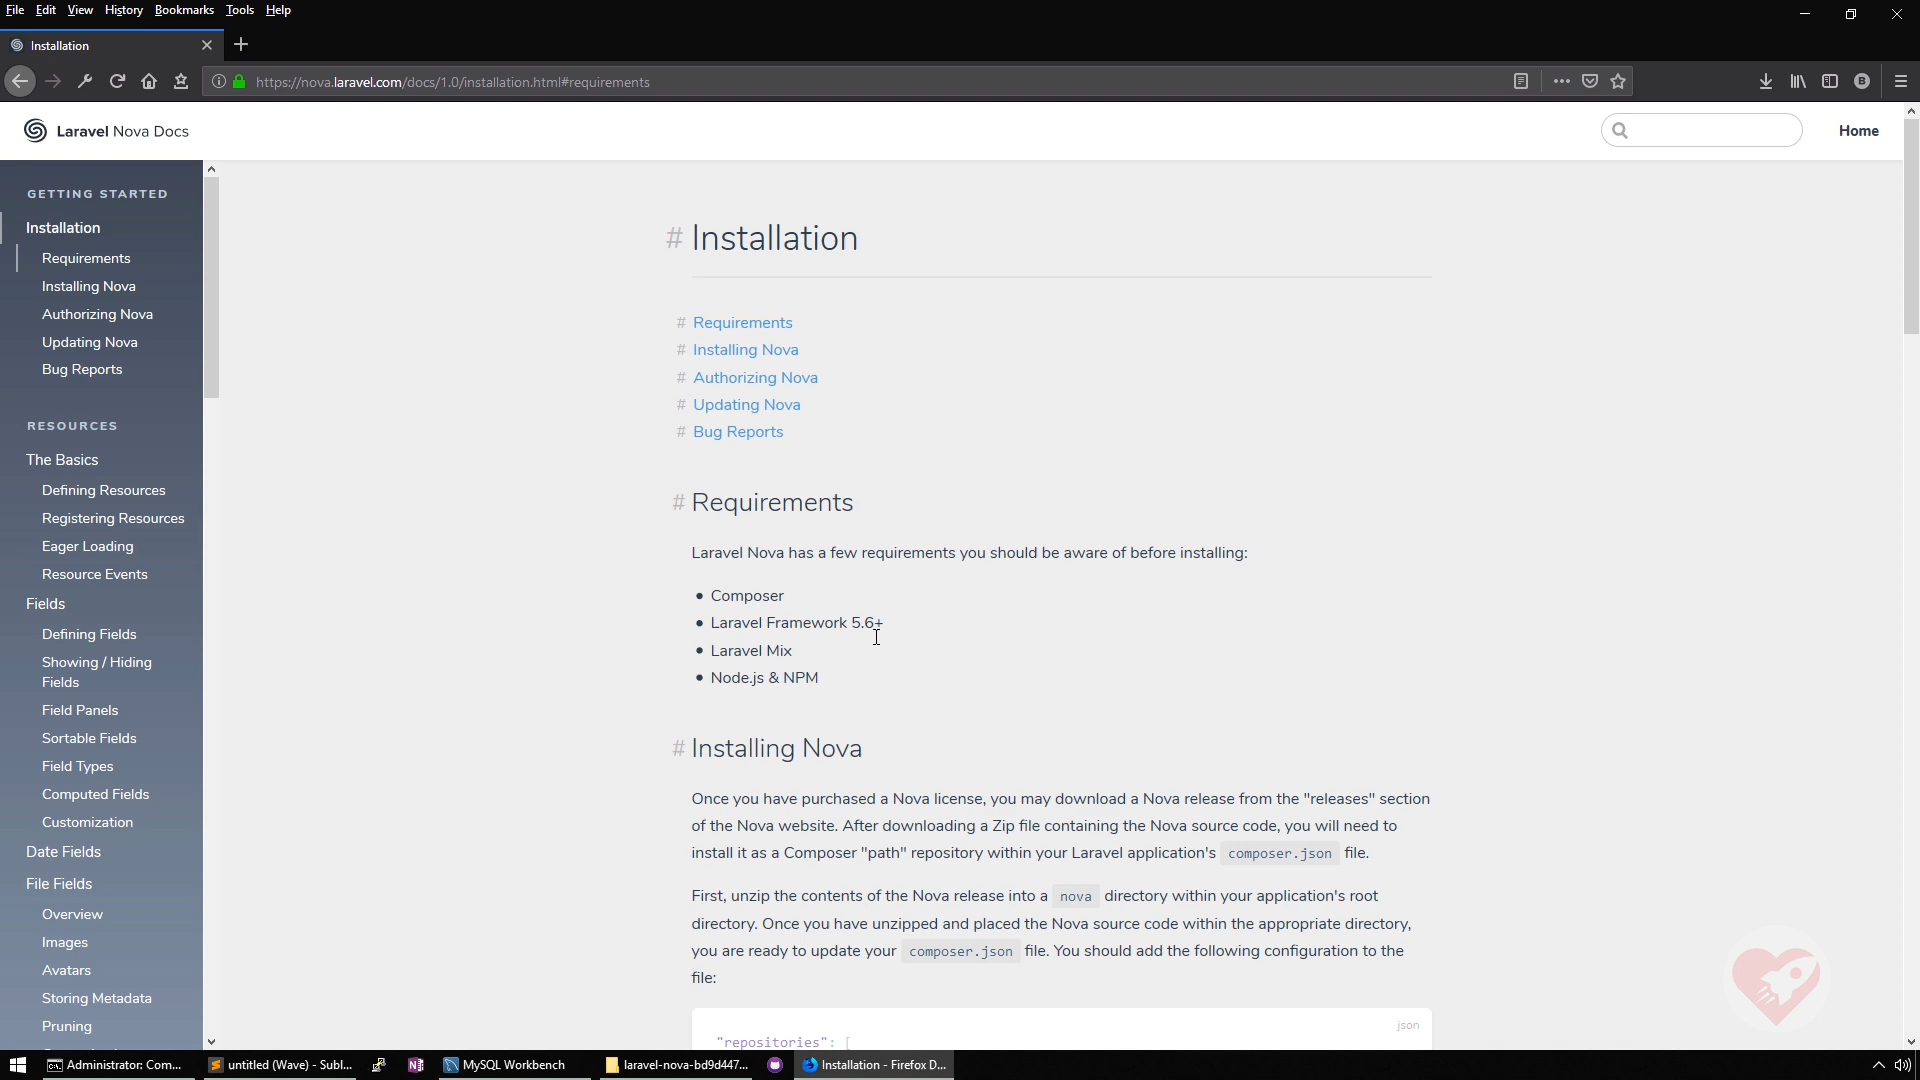 File Edit View History Bookmarks Tools Help
Installation
https://nova.laravel.com/docs/1.0/installation.html#requirements
B
Laravel Nova Docs
Home
GETTING STARTED
Installation
Requirements
Installing Nova
Authorizing Nova
Updating Nova
Bug Reports
RESOURCES
The Basics
Defining Resources
Registering Resources
Eager Loading
Resource Events
Fields
Defining Fields
Showing / Hiding
Fields
Field Panels
Sortable Fields
Field Types
Computed Fields
Customization
Date Fields
File Fields
Overview
Images
Avatars
Storing Metadata
Pruning
# Installation
# Requirements
# Installing Nova
# Authorizing Nova
# Updating Nova
# Bug Reports
# Requirements
Laravel Nova has a few requirements you should be aware of before installing:
• Composer
• Laravel Framework 5.6+
• Laravel Mix
• Node.js & NPM
# Installing Nova
Once you have purchased a Nova license, you may download a Nova release from the "releases" section
of the Nova website. After downloading a Zip file containing the Nova source code, you will need to
install it as a Composer "path" repository within your Laravel application's composer.json file.
First, unzip the contents of the Nova release into a nova directory within your application's root
directory. Once you have unzipped and placed the Nova source code within the appropriate directory,
you are ready to update your composer.json file. You should add the following configuration to the
file:
json
"repositories": [
Administrator: Com... untitled (Wave) - Subl... MySQL Workbench laravel-nova-bd9d447... Installation - Firefox D...